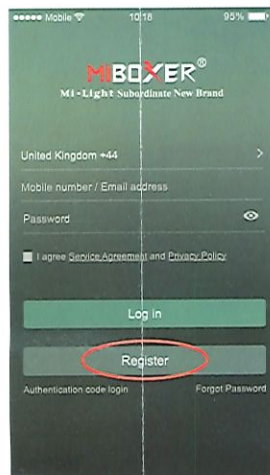 Mobile 10:18 95%
MIBOXER®
Mi-Light Subordinate New Brand
United Kingdom +44 >
Mobile number / Email address
Password
I agree Service Agreement and Privacy Policy
Log in
Register
Authentication code login Forgot Password